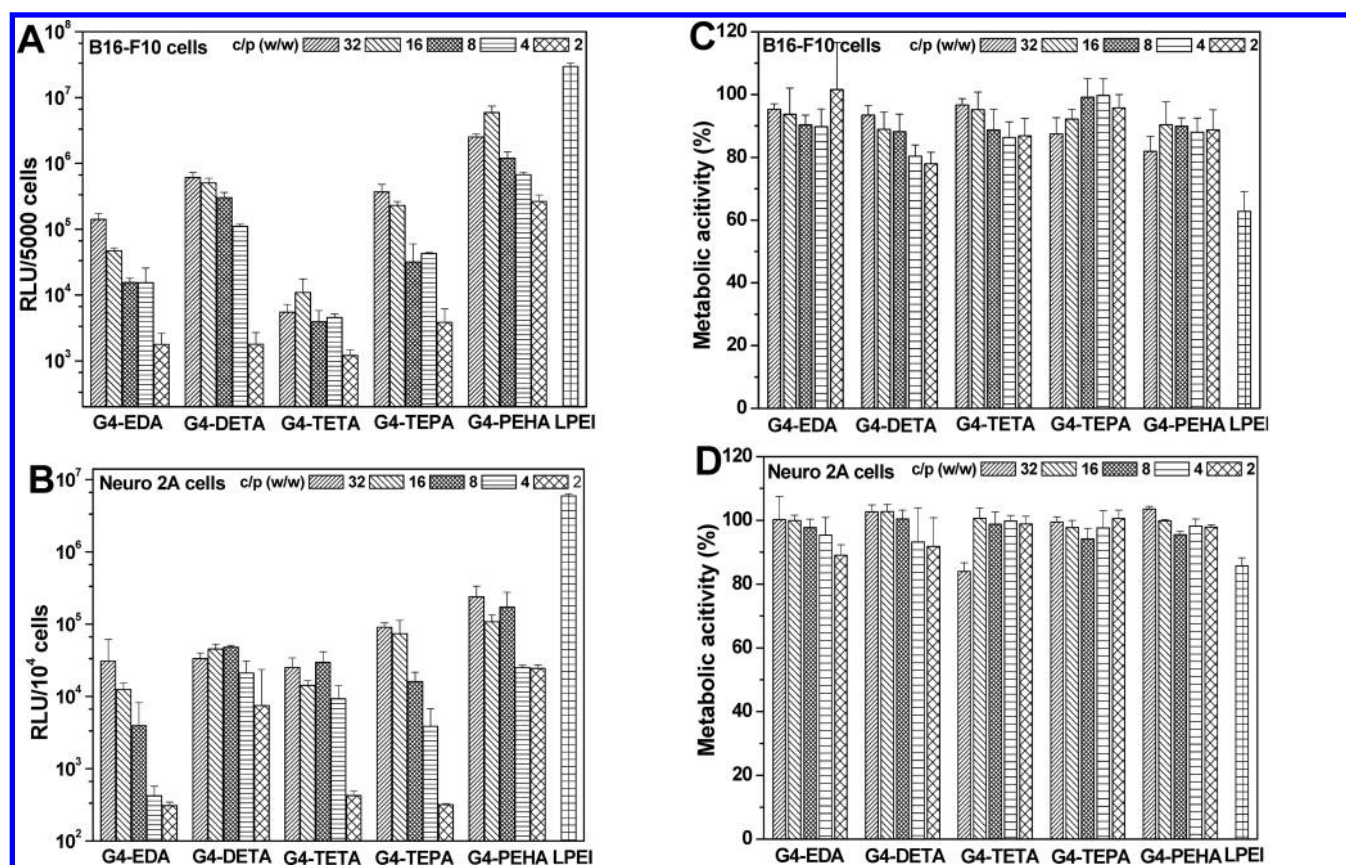 A
B16-F10 cells c/p (w/w) 32 16 8 4 2
RLU/5000 cells
10^8
10^7
10^6
10^5
10^4
10^3
G4-EDA G4-DETA G4-TETA G4-TEPA G4-PEHA LPEI
B
Neuro 2A cells c/p (w/w) 32 16 8 4 2
RLU/10^4 cells
10^7
10^6
10^5
10^4
10^3
10^2
G4-EDA G4-DETA G4-TETA G4-TEPA G4-PEHA LPEI
C
B16-F10 cells c/p (w/w) 32 16 8 4 2
Metabolic acitivity (%)
120
100
80
60
40
20
0
G4-EDA G4-DETA G4-TETA G4-TEPA G4-PEHA LPEI
D
Neuro 2A cells c/p (w/w) 32 16 8 4 2
Metabolic acitivity (%)
120
100
80
60
40
20
0
G4-EDA G4-DETA G4-TETA G4-TEPA G4-PEHA LPEI